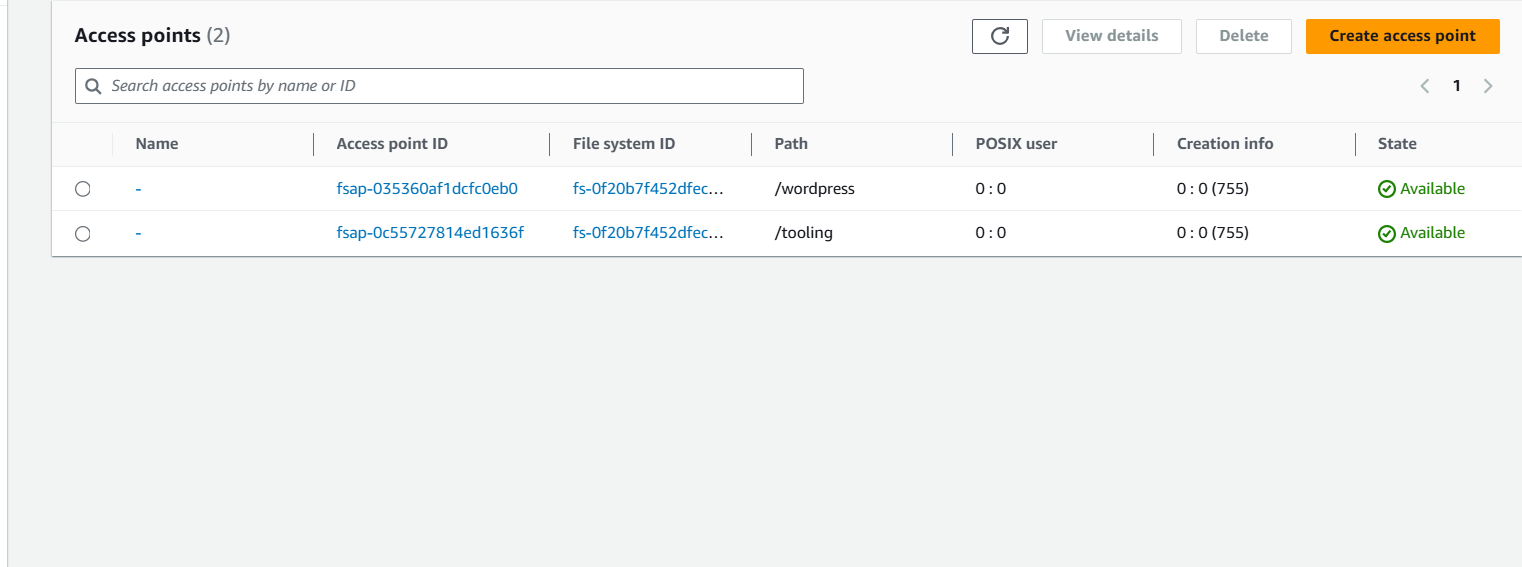 Access points (2)
View details
Delete
Create access point
Search access points by name or ID
1
Name Access point ID File system ID Path POSIX user Creation info State
- fsap-035360af1dcfc0eb0 fs-0f20b7f452dfec... /wordpress 0 : 0 0 : 0 (755) Available
- fsap-0c55727814ed1636f fs-0f20b7f452dfec... /tooling 0 : 0 0 : 0 (755) Available